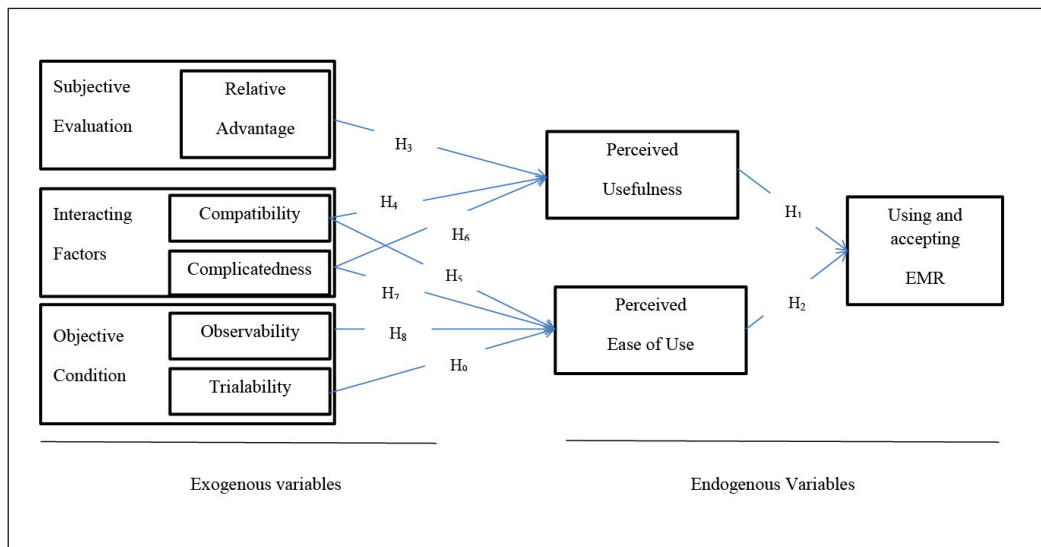 Subjective
Evaluation
Relative
Advantage
Interacting
Factors
Compatibility
Complicatedness
Objective
Condition
Observability
Trialability
H3
H4
H6
H5
H7
H8
H9
Perceived
Usefulness
Perceived
Ease of Use
H1
H2
Using and
accepting
EMR
Exogenous variables
Endogenous Variables